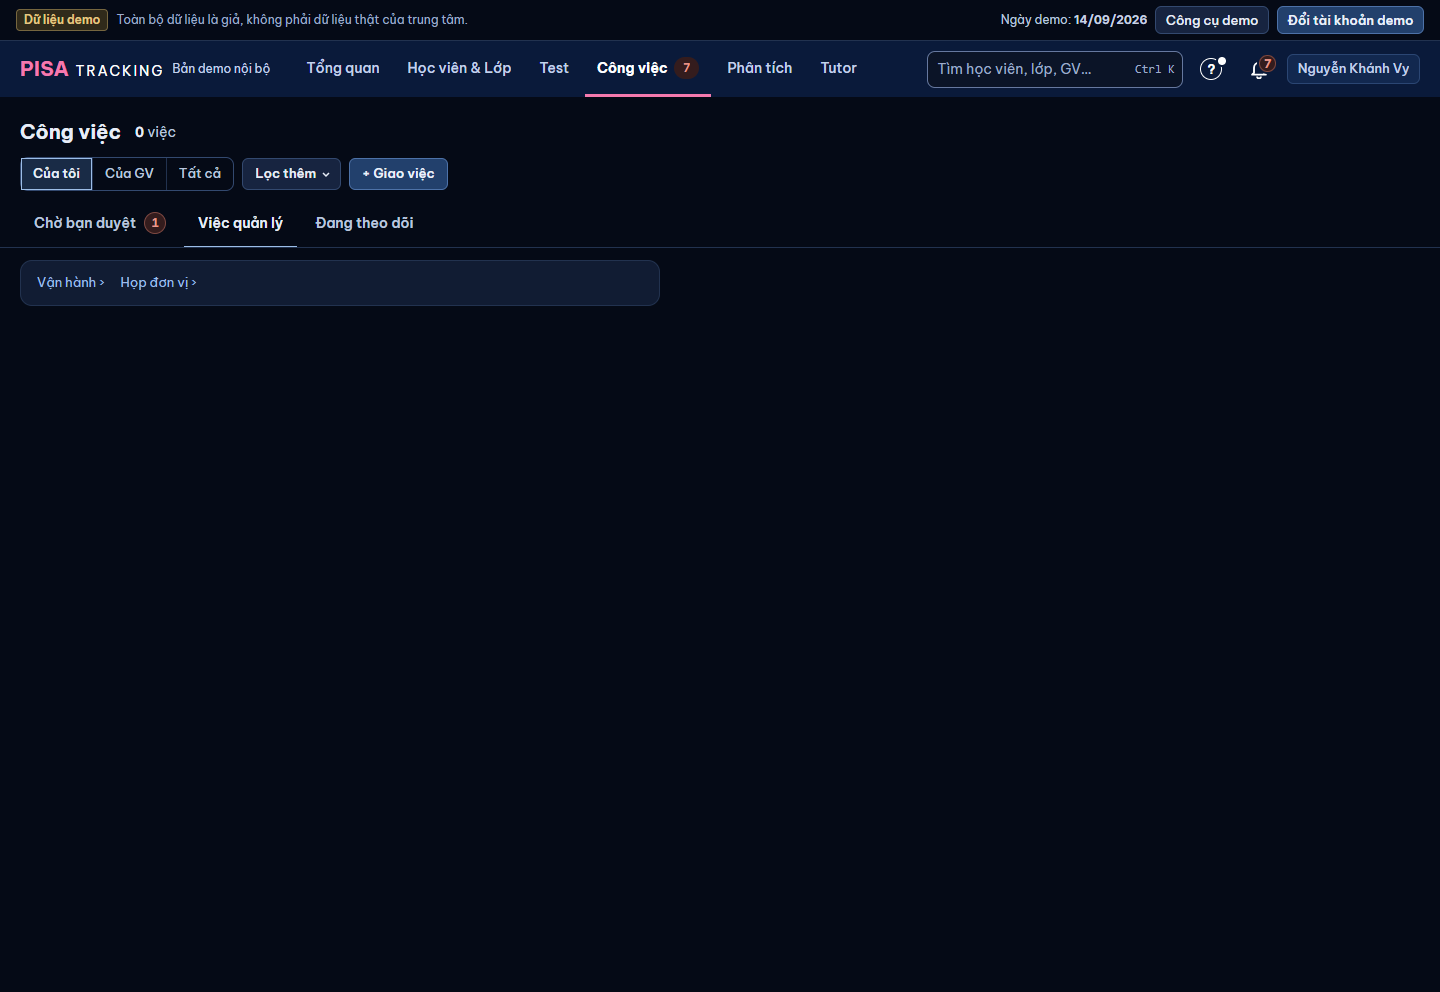 Dữ liệu demo Toàn bộ dữ liệu là giả, không phải dữ liệu thật của trung tâm. Ngày demo: 14/09/2026 Công cụ demo Đổi tài khoản demo
PISA TRACKING Bản demo nội bộ Tổng quan Học viên & Lớp Test Công việc 7 Phân tích Tutor Tìm học viên, lớp, GV... Ctrl K ? 7 Nguyễn Khánh Vy
Công việc 0 việc
Của tôi Của GV Tất cả Lọc thêm + Giao việc
Chờ bạn duyệt 1 Việc quản lý Đang theo dõi
Vận hành › Họp đơn vị ›